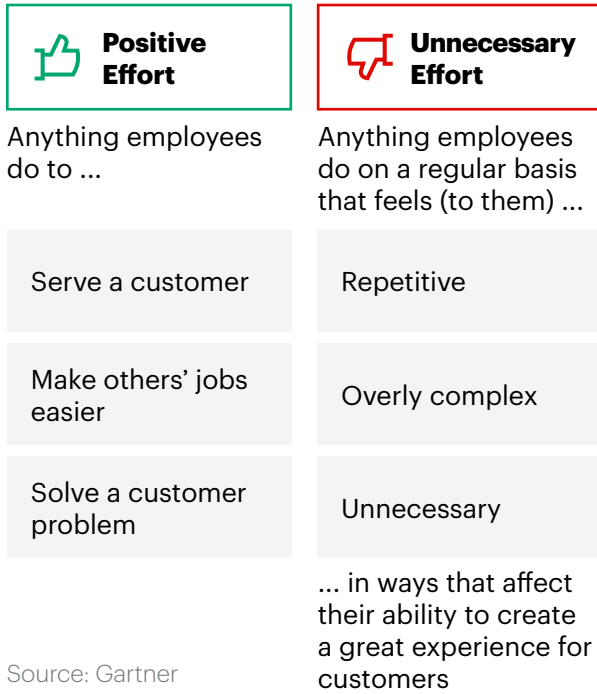 Positive
Effort
Anything employees
do to ...
Serve a customer
Make others’ jobs
easier
Solve a customer
problem
Unnecessary
Effort
Anything employees
do on a regular basis
that feels (to them) ...
Repetitive
Overly complex
Unnecessary
... in ways that affect
their ability to create
a great experience for
customers
Source: Gartner